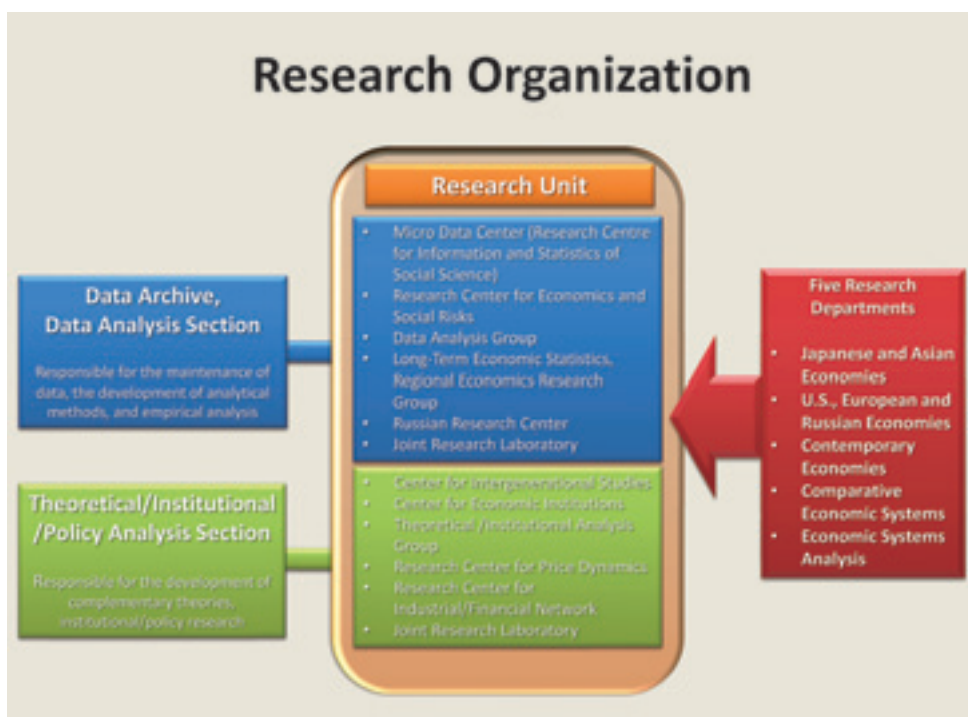 Research Organization
Research Unit
• Micro Data Center (Research Centre
for Information and Statistics of
Social Science)
• Research Center for Economics and
Social Risks
• Data Analysis Group
• Long-Term Economic Statistics,
Regional Economics Research
Group
• Russian Research Center
• Joint Research Laboratory
• Center for Intergenerational Studies
• Center for Economic Institutions
• Theoretical /Institutional Analysis
Group
• Research Center for Price Dynamics
• Research Center for
Industrial/Financial Network
• Joint Research Laboratory
Data Archive,
Data Analysis Section
Responsible for the maintenance of
data, the development of analytical
methods, and empirical analysis
Theoretical/Institutional
/Policy Analysis Section
Responsible for the development of
complementary theories,
institutional/policy research
Five Research
Departments
• Japanese and Asian
Economies
• U.S., European and
Russian Economies
• Contemporary
Economies
• Comparative
Economic Systems
• Economic Systems
Analysis